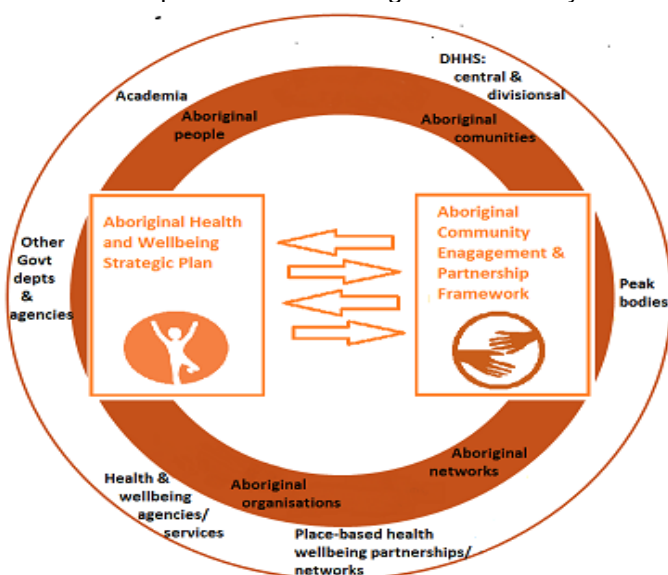 DHHS:
central &
divisionsal
Academia
Aboriginal
people
Aboriginal
comunities
Aboriginal Health
and Wellbeing
Strategic Plan
Aboriginal
Community
Enagagement &
Partnership
Framework
Other
Govt
depts
&
agencies
Peak
bodies
Aboriginal
networks
Health &
wellbeing
agencies/
services
Aboriginal
organisations
Place-based health
wellbeing partnerships/
networks